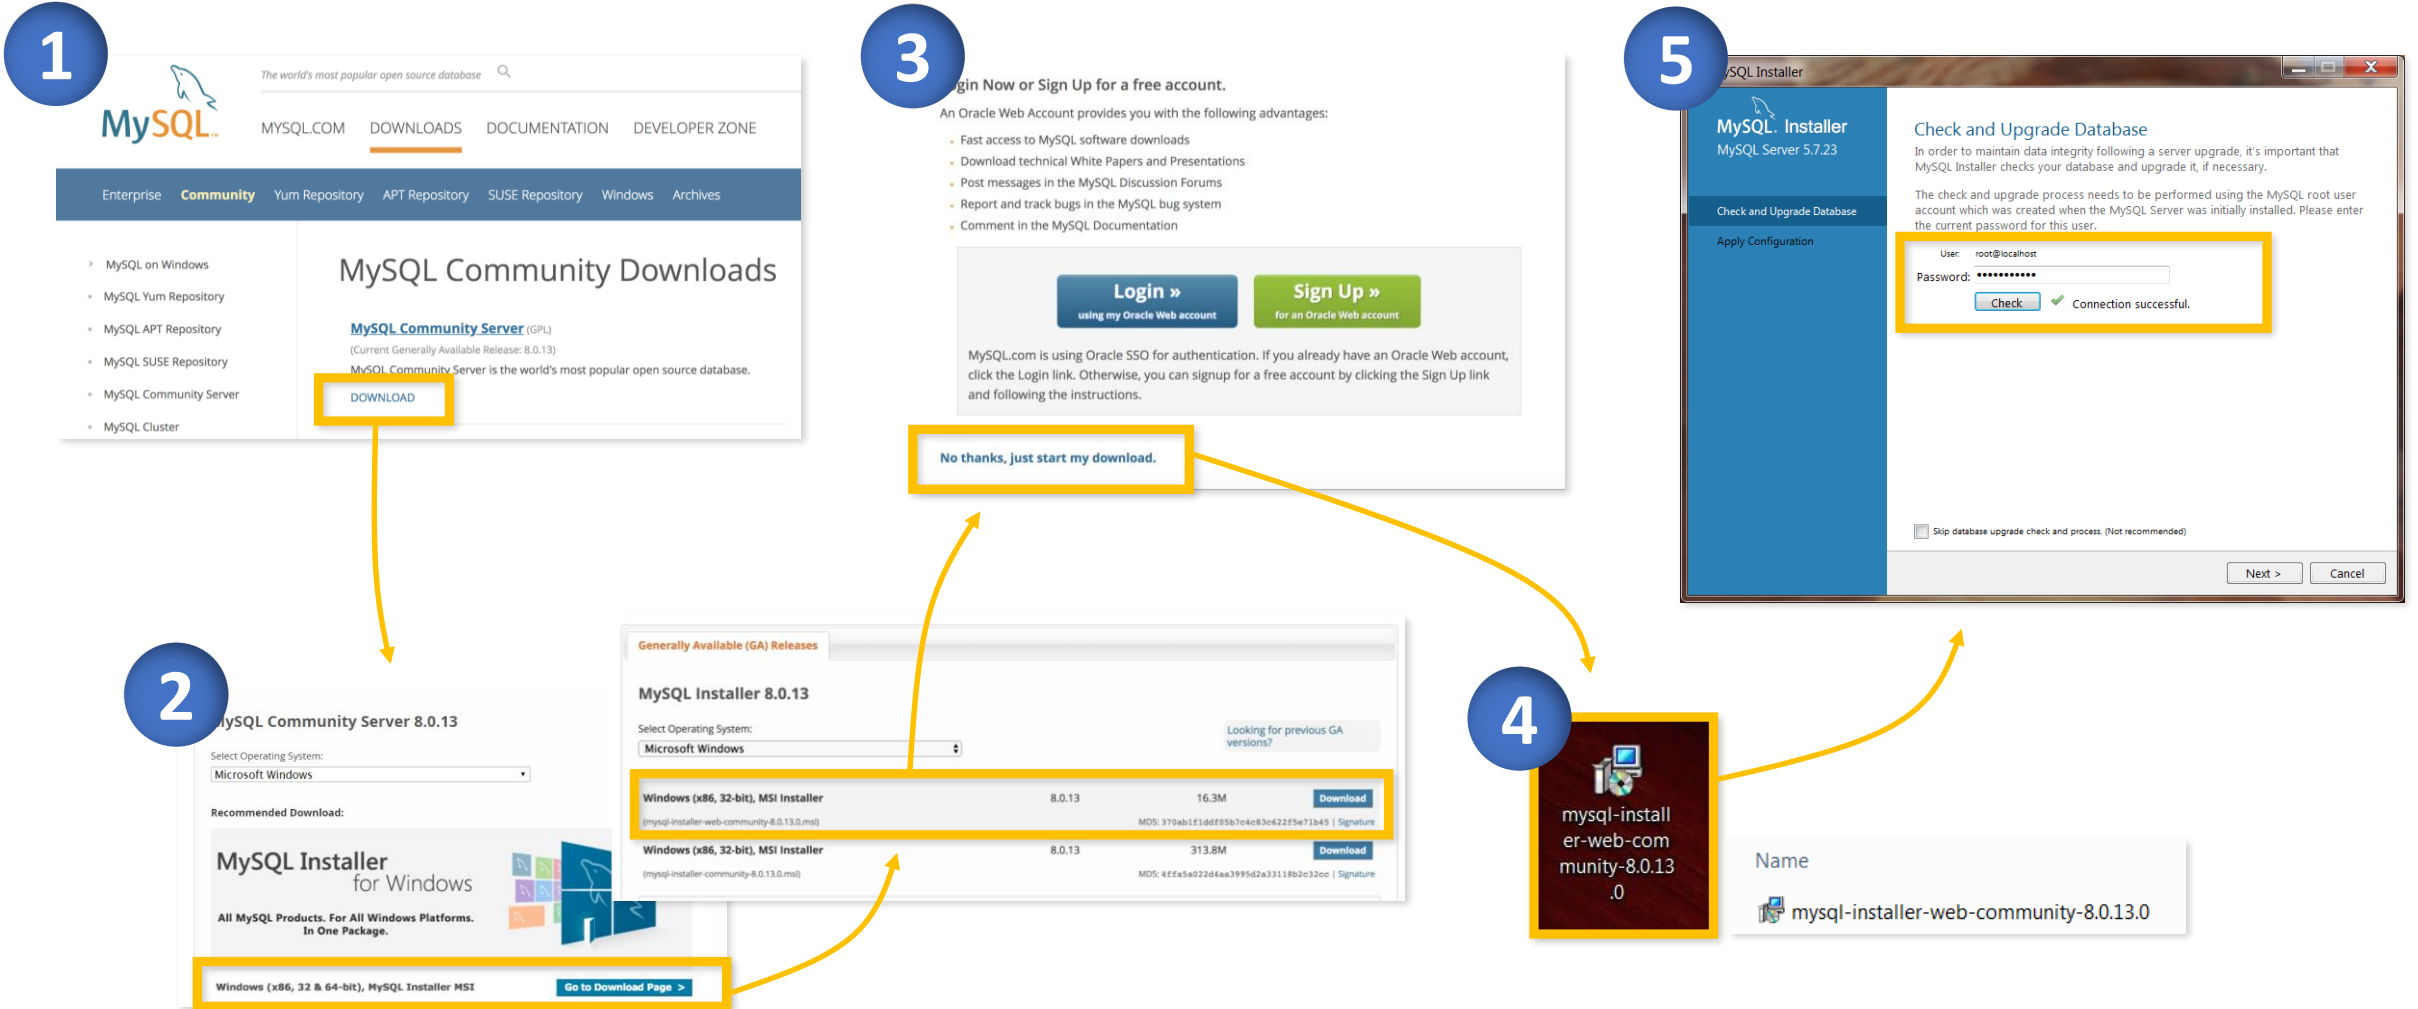 1
The world's most popular open source database
MySQL™
MYSQL.COM DOWNLOADS DOCUMENTATION DEVELOPER ZONE
Enterprise Community Yum Repository APT Repository SUSE Repository Windows Archives
MySQL on Windows
MySQL Yum Repository
MySQL APT Repository
MySQL SUSE Repository
MySQL Community Server
MySQL Cluster
MySQL Community Downloads
MySQL Community Server (GPL)
(Current Generally Available Release: 8.0.13)
MySQL Community Server is the world's most popular open source database.
DOWNLOAD
2
MySQL Community Server 8.0.13
Select Operating System:
Microsoft Windows
Recommended Download:
MySQL Installer
for Windows
All MySQL Products. For All Windows Platforms.
In One Package.
Windows (x86, 32 & 64-bit), MySQL Installer MSI Go to Download Page >
Generally Available (GA) Releases
MySQL Installer 8.0.13
Select Operating System:
Microsoft Windows
Looking for previous GA
versions?
Windows (x86, 32-bit), MSI Installer 8.0.13 16.3M Download
(mysql-installer-web-community-8.0.13.0.msi) MD5: 370ab1f1ddf05b7c4c83c622f5e71b45 | Signature
Windows (x86, 32-bit), MSI Installer 8.0.13 313.8M Download
(mysql-installer-community-8.0.13.0.msi) MD5: 4ffa5a022d4aa3995d2a33118b2c32cc | Signature
3
gin Now or Sign Up for a free account.
An Oracle Web Account provides you with the following advantages:
Fast access to MySQL software downloads
Download technical White Papers and Presentations
Post messages in the MySQL Discussion Forums
Report and track bugs in the MySQL bug system
Comment in the MySQL Documentation
Login »
using my Oracle Web account
Sign Up »
for an Oracle Web account
MySQL.com is using Oracle SSO for authentication. If you already have an Oracle Web account,
click the Login link. Otherwise, you can signup for a free account by clicking the Sign Up link
and following the instructions.
No thanks, just start my download.
4
mysql-install
er-web-com
munity-8.0.13
.0
Name
mysql-installer-web-community-8.0.13.0
5
ySQL Installer
MySQL. Installer
MySQL Server 5.7.23
Check and Upgrade Database
Apply Configuration
Check and Upgrade Database
In order to maintain data integrity following a server upgrade, it's important that
MySQL Installer checks your database and upgrade it, if necessary.
The check and upgrade process needs to be performed using the MySQL root user
account which was created when the MySQL Server was initially installed. Please enter
the current password for this user.
User: root@localhost
Password: •••••••••••
Check Connection successful.
Skip database upgrade check and process. (Not recommended)
Next > Cancel